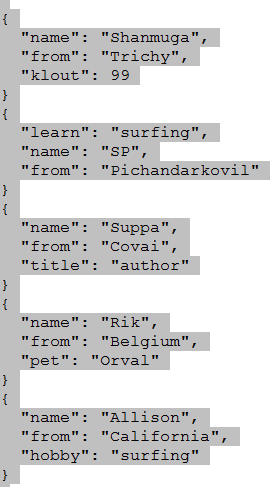 {
"name": "Shanmuga",
"from": "Trichy",
"klout": 99
}
{
"learn": "surfing",
"name": "SP",
"from": "Pichandarkovil"
}
{
"name": "Suppa",
"from": "Covai",
"title": "author"
}
{
"name": "Rik",
"from": "Belgium",
"pet": "Orval"
}
{
"name": "Allison",
"from": "California",
"hobby": "surfing"
}